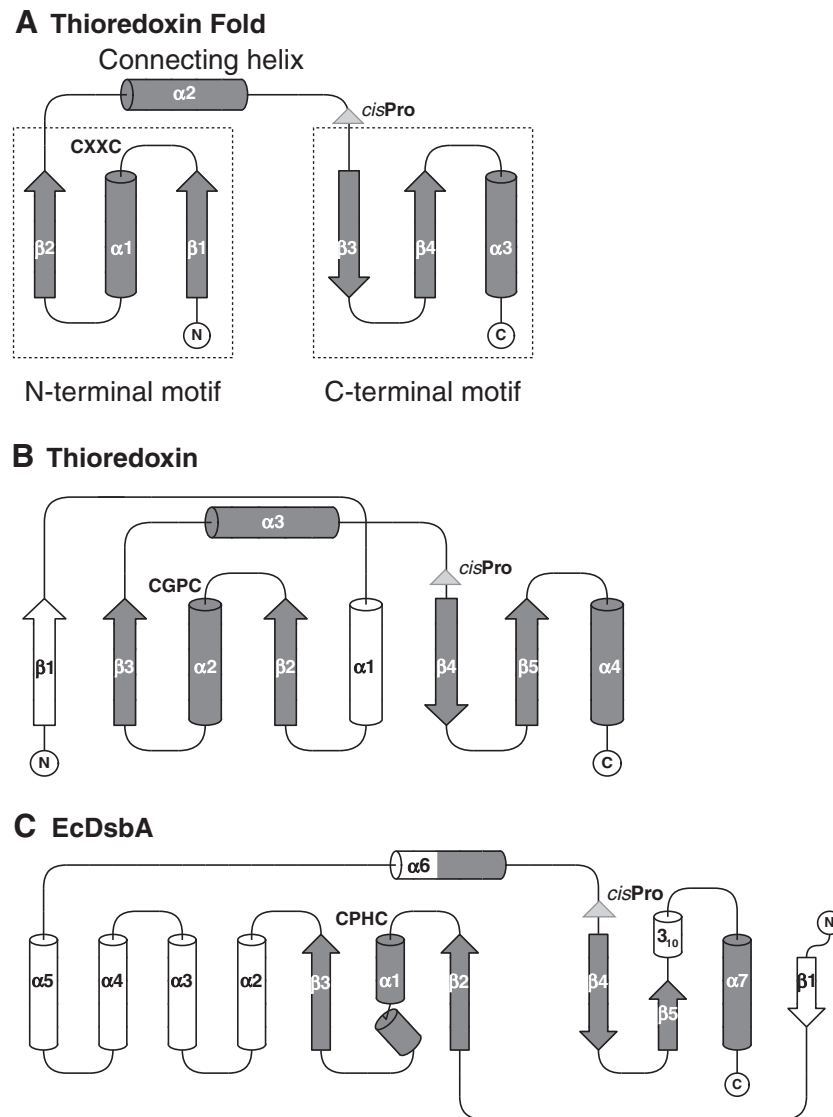 A Thioredoxin Fold
Connecting helix
α2
cisPro
CXXC
β2 α1 β1 β3 β4 α3
N C
N-terminal motif C-terminal motif
B Thioredoxin
α3
CGPC cisPro
β1 β3 α2 β2 α1 β4 β5 α4
N C
C EcDsbA
α6
CPHC cisPro N
3₁₀
α5 α4 α3 α2 β3 α1 β2 β4 α7 β1
β5
C